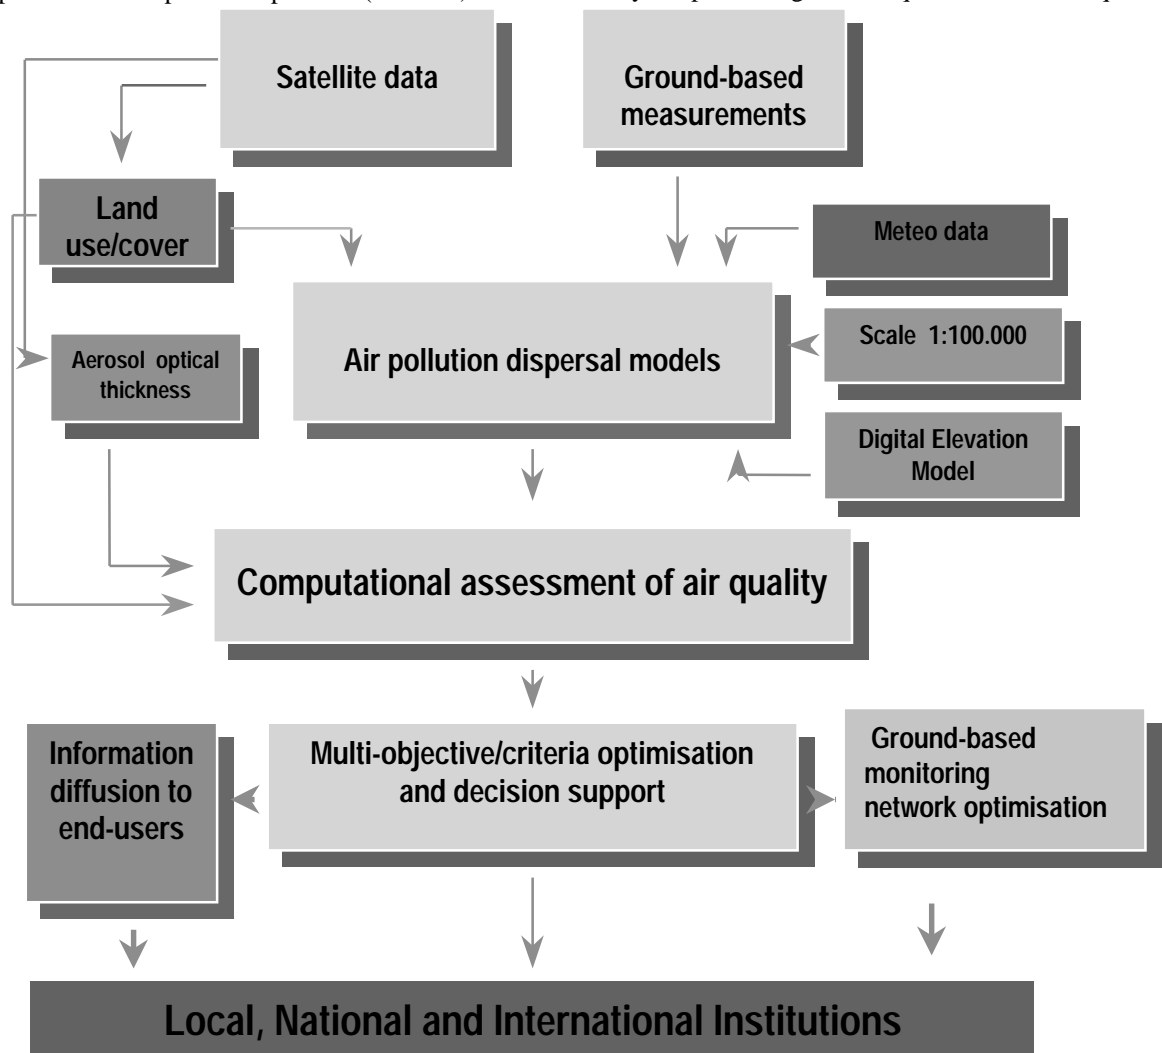 Satellite data
Ground-based
measurements
Land
use/cover
Meteo data
Scale 1:100.000
Aerosol optical
thickness
Air pollution dispersal models
Digital Elevation
Model
Computational assessment of air quality
Information
diffusion to
end-users
Multi-objective/criteria optimisation
and decision support
Ground-based
monitoring
network optimisation
Local, National and International Institutions